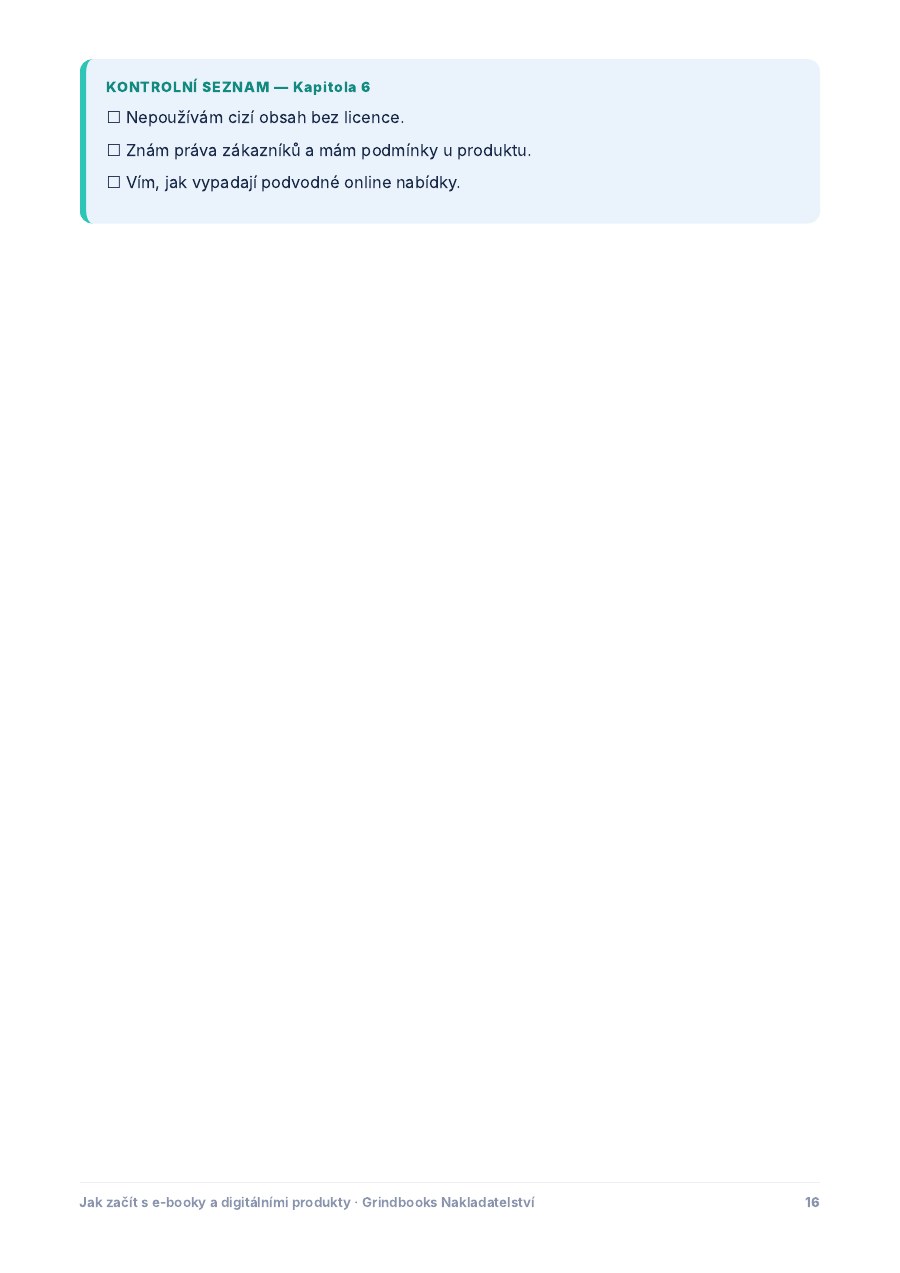 KONTROLNÍ SEZNAM — Kapitola 6
☐ Nepoužívám cizí obsah bez licence.
☐ Znám práva zákazníků a mám podmínky u produktu.
☐ Vím, jak vypadají podvodné online nabídky.
Jak začít s e-booky a digitálními produkty · Grindbooks Nakladatelství 16